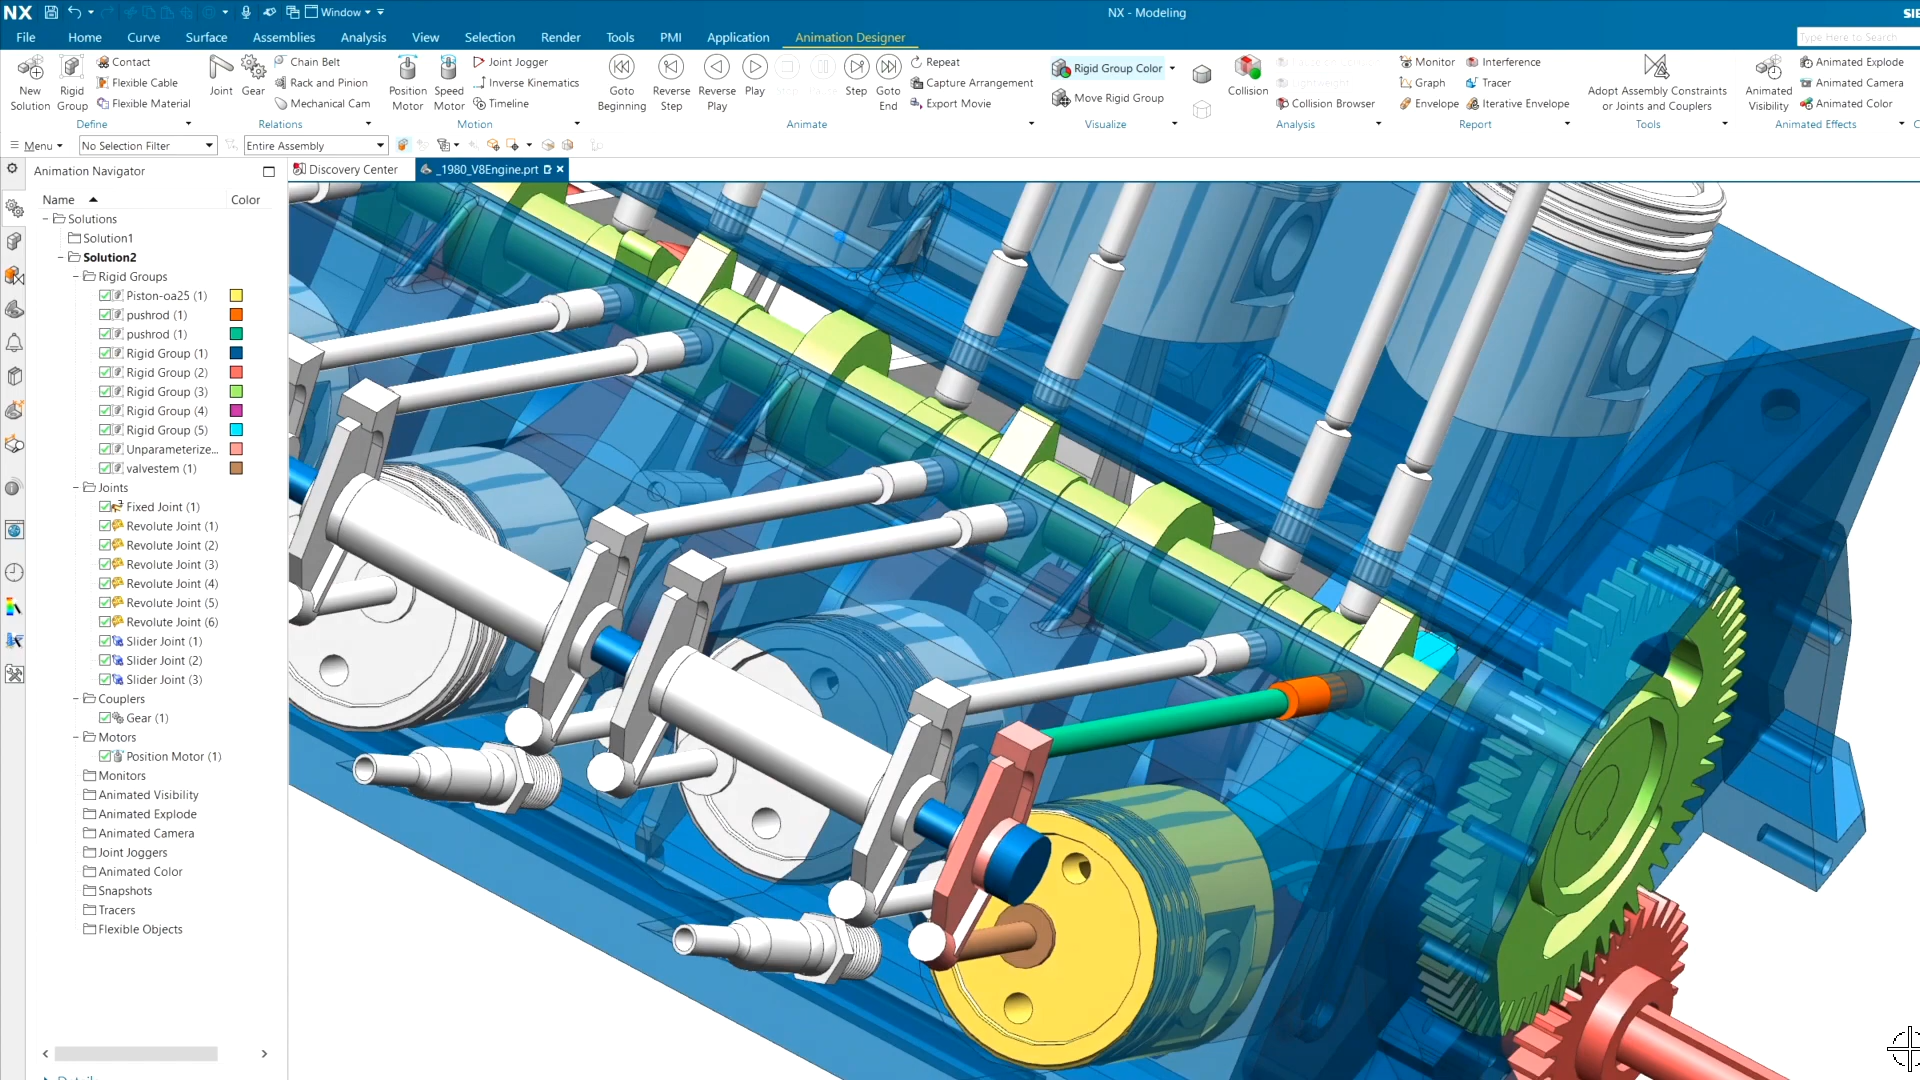 NX Window NX - Modeling SIE
File Home Curve Surface Assemblies Analysis View Selection Render Tools PMI Application Animation Designer Type Here to Search
New Solution
Rigid Group
Contact
Flexible Cable
Flexible Material
Joint
Gear
Chain Belt
Rack and Pinion
Mechanical Cam
Position Motor
Speed Motor
Joint Jogger
Inverse Kinematics
Timeline
Goto Beginning
Reverse Step
Reverse Play
Play
Stop
Pause
Step
Goto End
Repeat
Capture Arrangement
Export Movie
Rigid Group Color
Move Rigid Group
Collision
Lightweight
Collision Browser
Monitor
Graph
Envelope
Interference
Tracer
Iterative Envelope
Adopt Assembly Constraints
or Joints and Couplers
Animated Visibility
Animated Explode
Animated Camera
Animated Color
Define Relations Motion Animate Visualize Analysis Report Tools Animated Effects
Menu No Selection Filter Entire Assembly
Animation Navigator Discovery Center _1980_V8Engine.prt
Name Color
Solutions
Solution1
Solution2
Rigid Groups
Piston-oa25 (1)
pushrod (1)
pushrod (1)
Rigid Group (1)
Rigid Group (2)
Rigid Group (3)
Rigid Group (4)
Rigid Group (5)
Unparameterize...
valvestem (1)
Joints
Fixed Joint (1)
Revolute Joint (1)
Revolute Joint (2)
Revolute Joint (3)
Revolute Joint (4)
Revolute Joint (5)
Revolute Joint (6)
Slider Joint (1)
Slider Joint (2)
Slider Joint (3)
Couplers
Gear (1)
Motors
Position Motor (1)
Monitors
Animated Visibility
Animated Explode
Animated Camera
Joint Joggers
Animated Color
Snapshots
Tracers
Flexible Objects